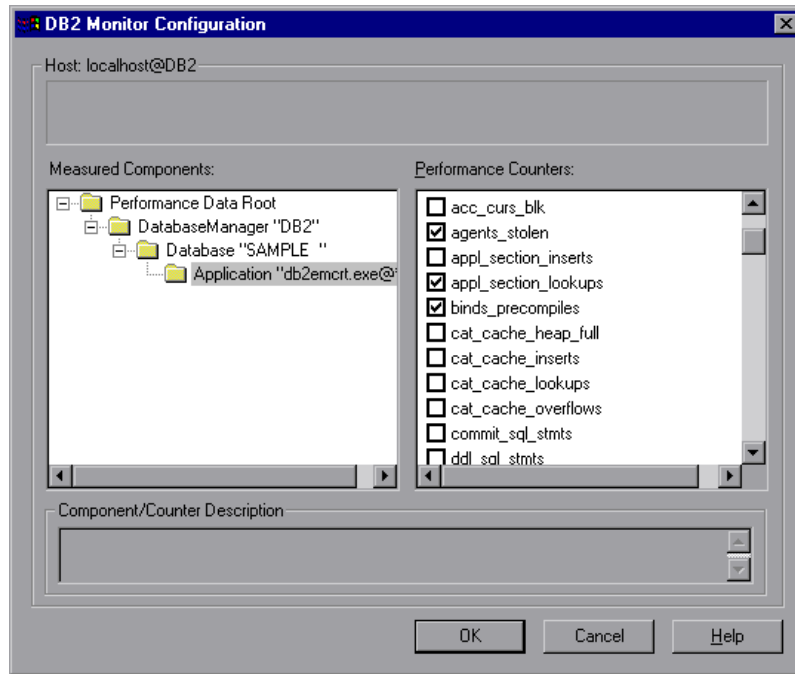 DB2 Monitor Configuration
Host: localhost@DB2
Measured Components:
Performance Data Root
DatabaseManager "DB2"
Database "SAMPLE "
Application "db2emcrt.exe@*
Performance Counters:
acc_curs_blk
agents_stolen
appl_section_inserts
appl_section_lookups
binds_precompiles
cat_cache_heap_full
cat_cache_inserts
cat_cache_lookups
cat_cache_overflows
commit_sql_stmts
ddl_sql_stmts
Component/Counter Description
OK Cancel Help